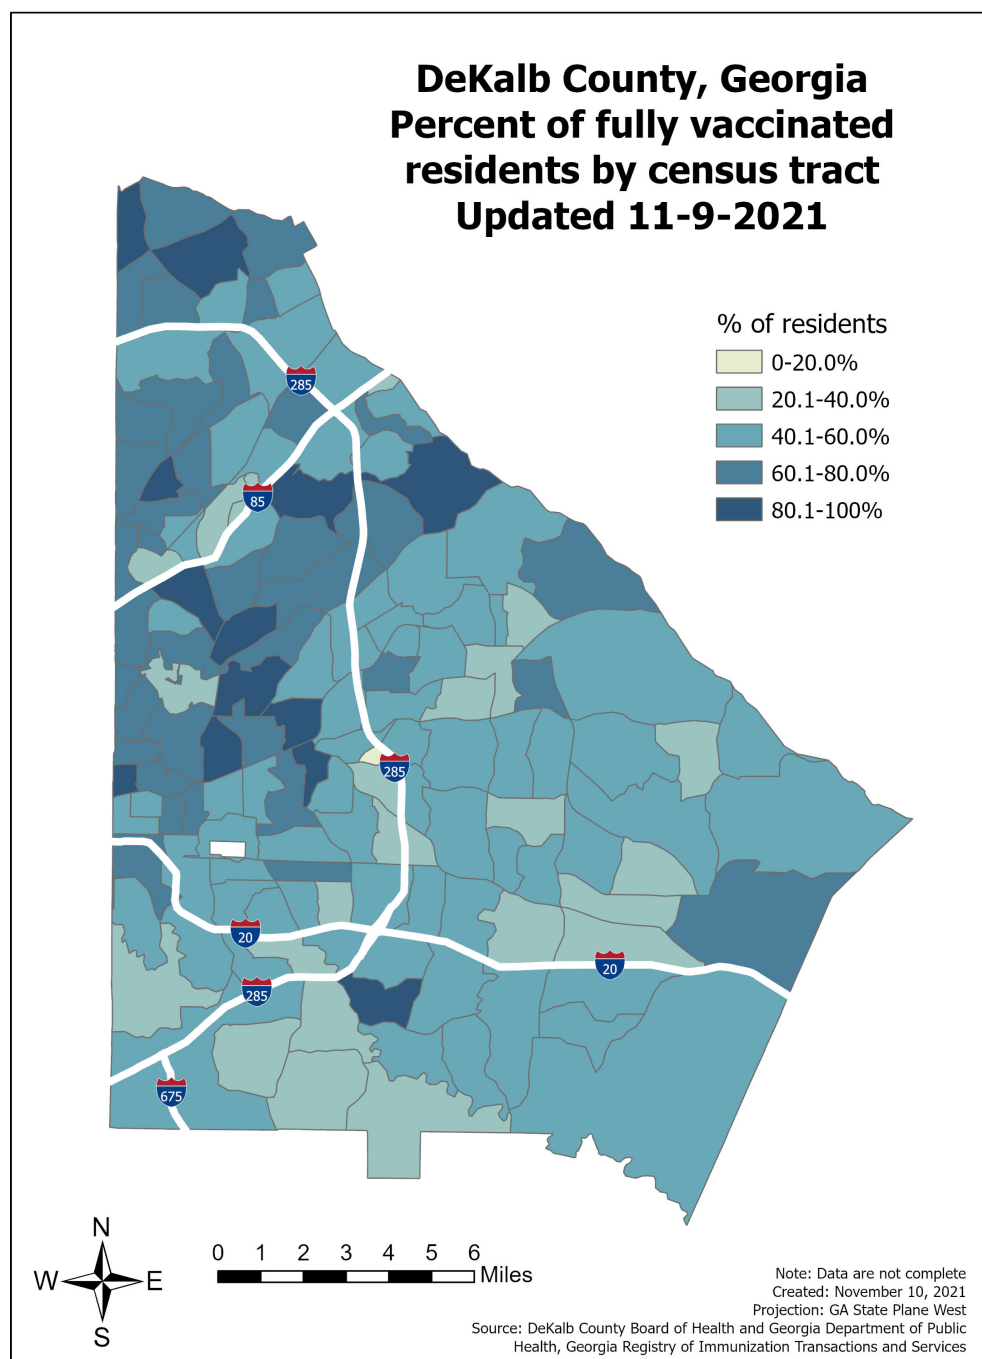 DeKalb County, Georgia
Percent of fully vaccinated
residents by census tract
Updated 11-9-2021
% of residents
0-20.0%
20.1-40.0%
40.1-60.0%
60.1-80.0%
80.1-100%
285
85
285
20
20
285
675
N
W E
S
0 1 2 3 4 5 6
Miles
Note: Data are not complete
Created: November 10, 2021
Projection: GA State Plane West
Source: DeKalb County Board of Health and Georgia Department of Public
Health, Georgia Registry of Immunization Transactions and Services